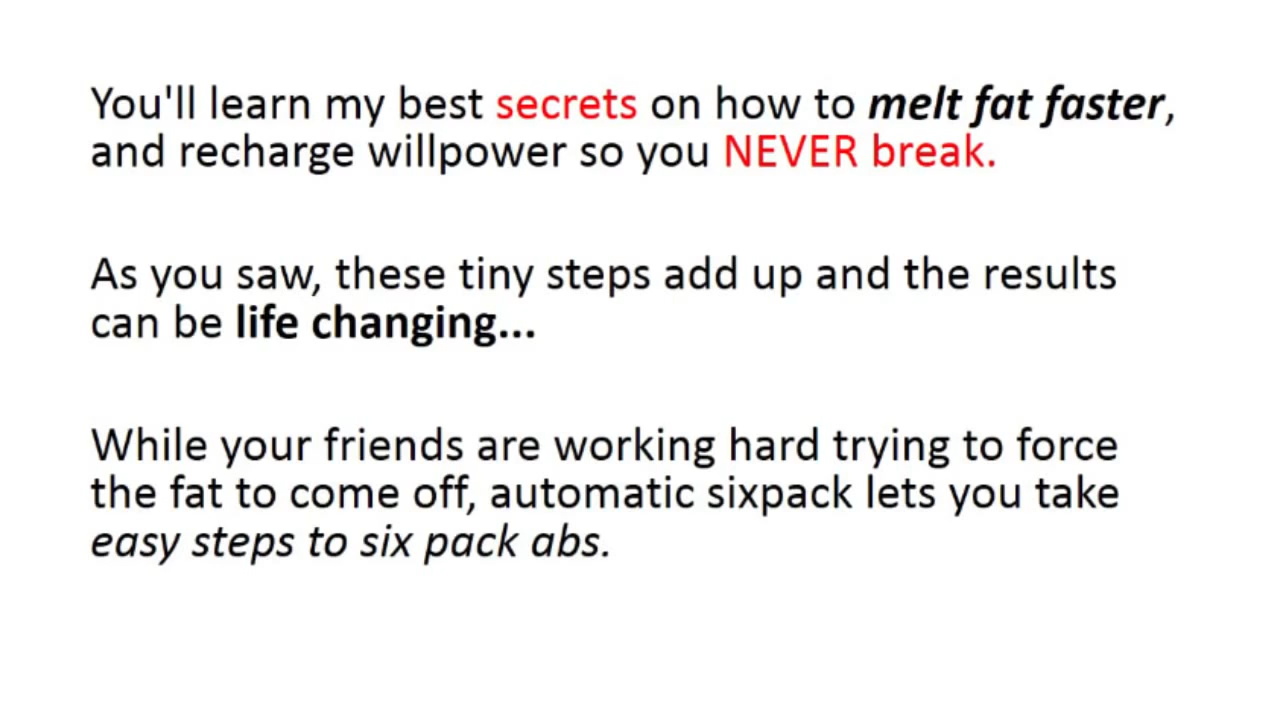 You'll learn my best secrets on how to melt fat faster,
and recharge willpower so you NEVER break.
As you saw, these tiny steps add up and the results
can be life changing...
While your friends are working hard trying to force
the fat to come off, automatic sixpack lets you take
easy steps to six pack abs.